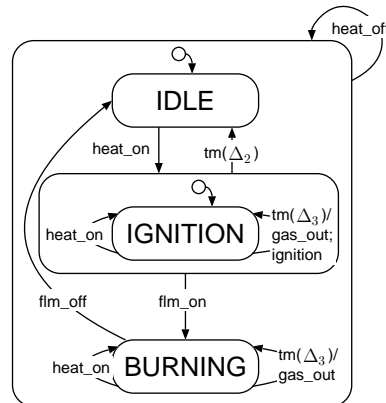 heat_off
IDLE
heat_on
tm(Δ₂)
heat_on
IGNITION
tm(Δ₃)/
gas_out;
ignition
flm_off
flm_on
heat_on
BURNING
tm(Δ₃)/
gas_out